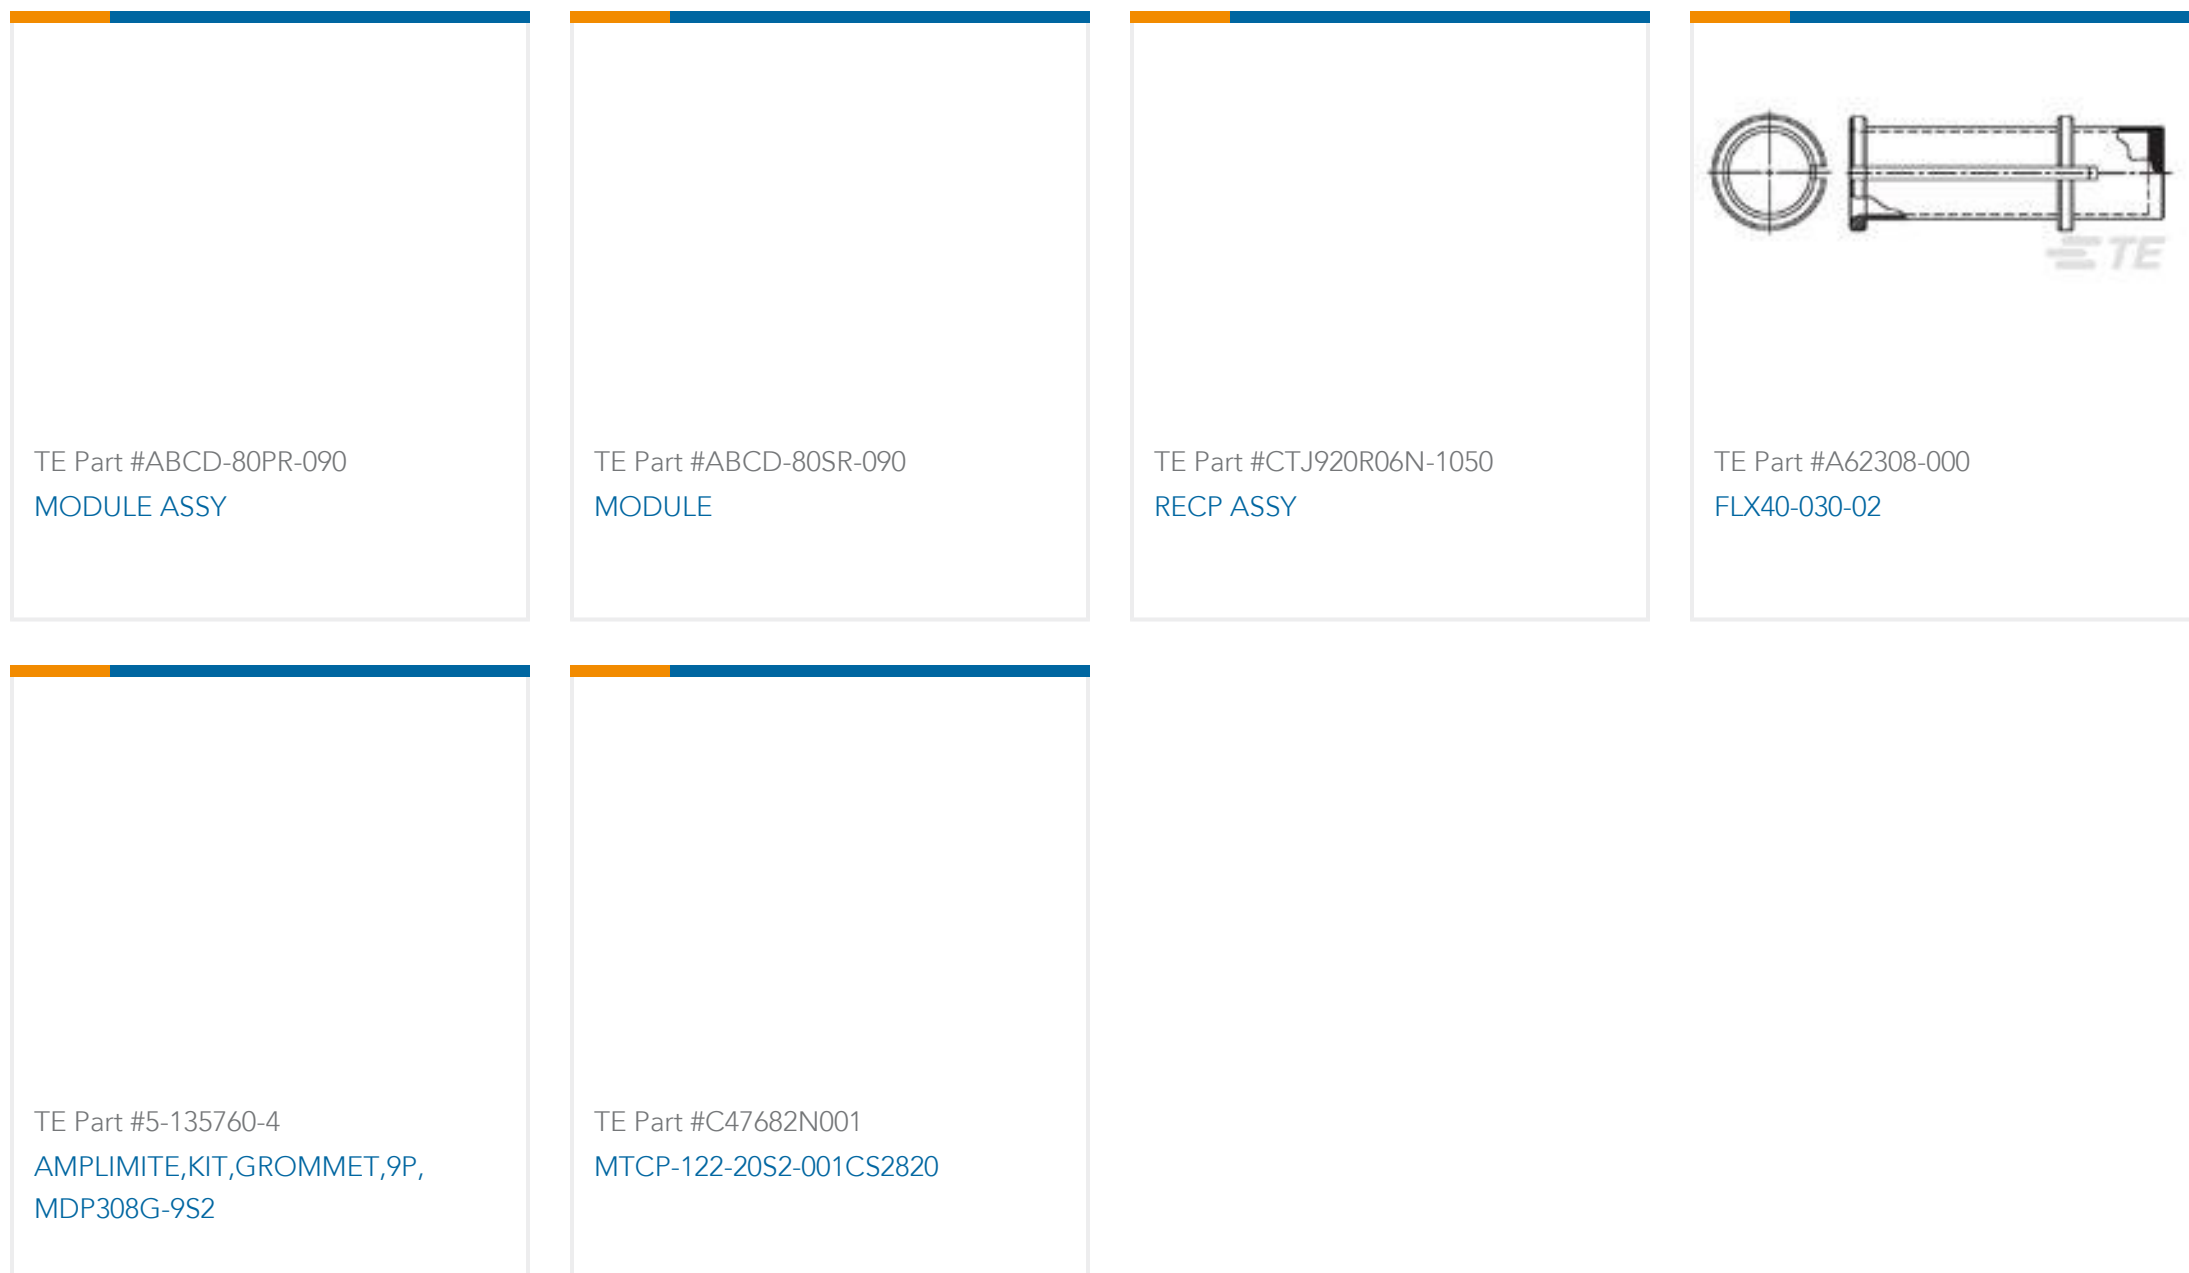 TE
TE Part #ABCD-80PR-090
MODULE ASSY
TE Part #ABCD-80SR-090
MODULE
TE Part #CTJ920R06N-1050
RECP ASSY
TE Part #A62308-000
FLX40-030-02
TE Part #5-135760-4
AMPLIMITE,KIT,GROMMET,9P,
MDP308G-9S2
TE Part #C47682N001
MTCP-122-20S2-001CS2820